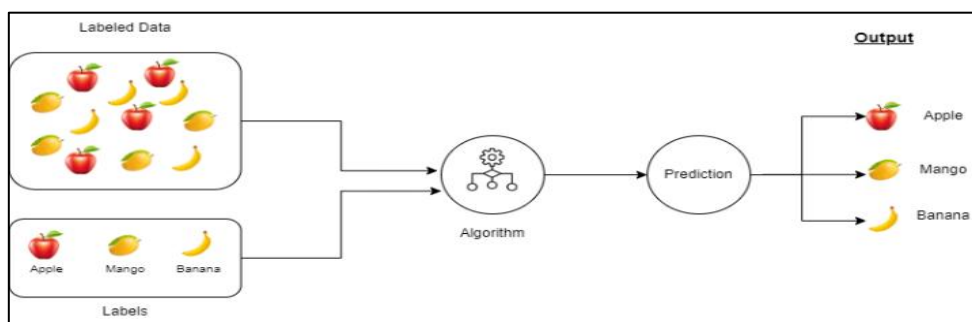 Labeled Data
Output
Apple
Mango
Prediction
Banana
Algorithm
Apple Mango Banana
Labels